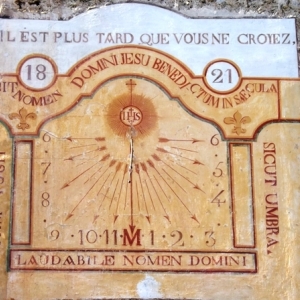 IL EST PLUS TARD QUE VOUS NE CROYEZ.
18 21
SIT NOMEN DOMINI JESU BENEDICTUM IN SECULA
IHS
6 6
7 5
8 4
9 10 11 M 1 2 3
SICUT UMBRA
LAUDABILE NOMEN DOMINI